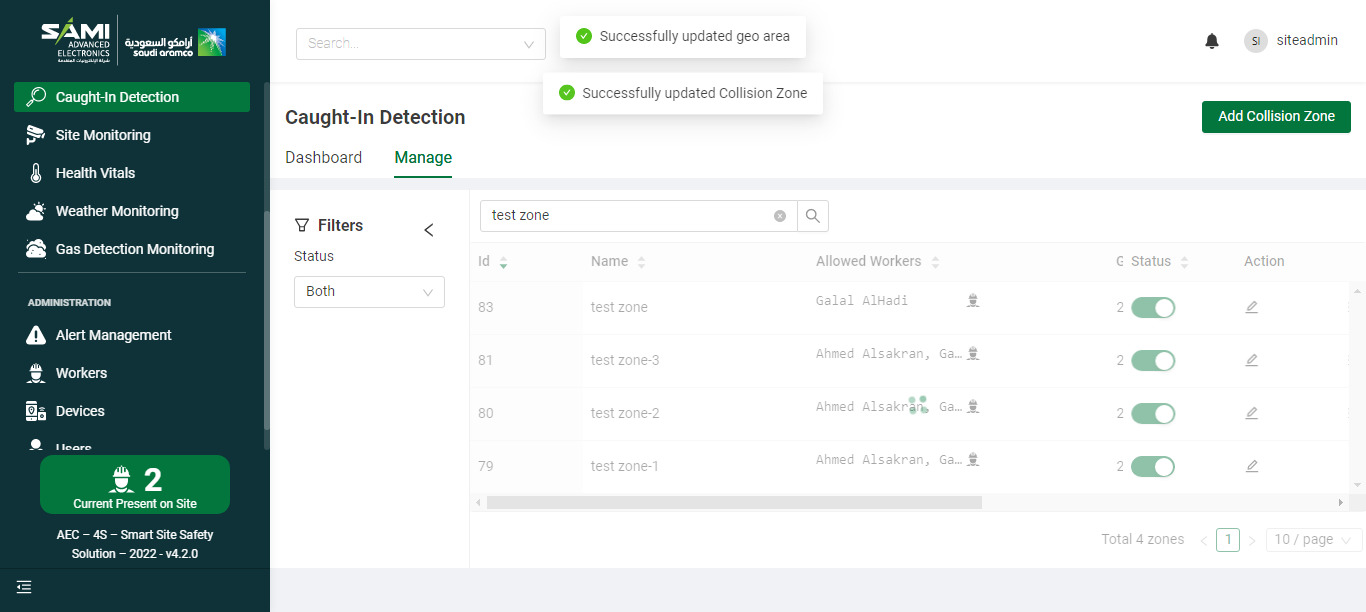 SAMI
ADVANCED
ELECTRONICS
شركة الإلكترونيات المتقدمة
أرامكو السعودية
saudi aramco
Search...
Successfully updated geo area
SI
siteadmin
Successfully updated Collision Zone
Caught-In Detection
Site Monitoring
Health Vitals
Weather Monitoring
Gas Detection Monitoring
ADMINISTRATION
Alert Management
Workers
Devices
Users
2
Current Present on Site
AEC – 4S – Smart Site Safety
Solution – 2022 - v4.2.0
Caught-In Detection
Add Collision Zone
Dashboard
Manage
Filters
Status
Both
test zone
Id Name Allowed Workers G Status Action
83 test zone Galal AlHadi 2
81 test zone-3 Ahmed Alsakran, Ga… 2
80 test zone-2 Ahmed Alsakran, Ga… 2
79 test zone-1 Ahmed Alsakran, Ga… 2
Total 4 zones
1
10 / page